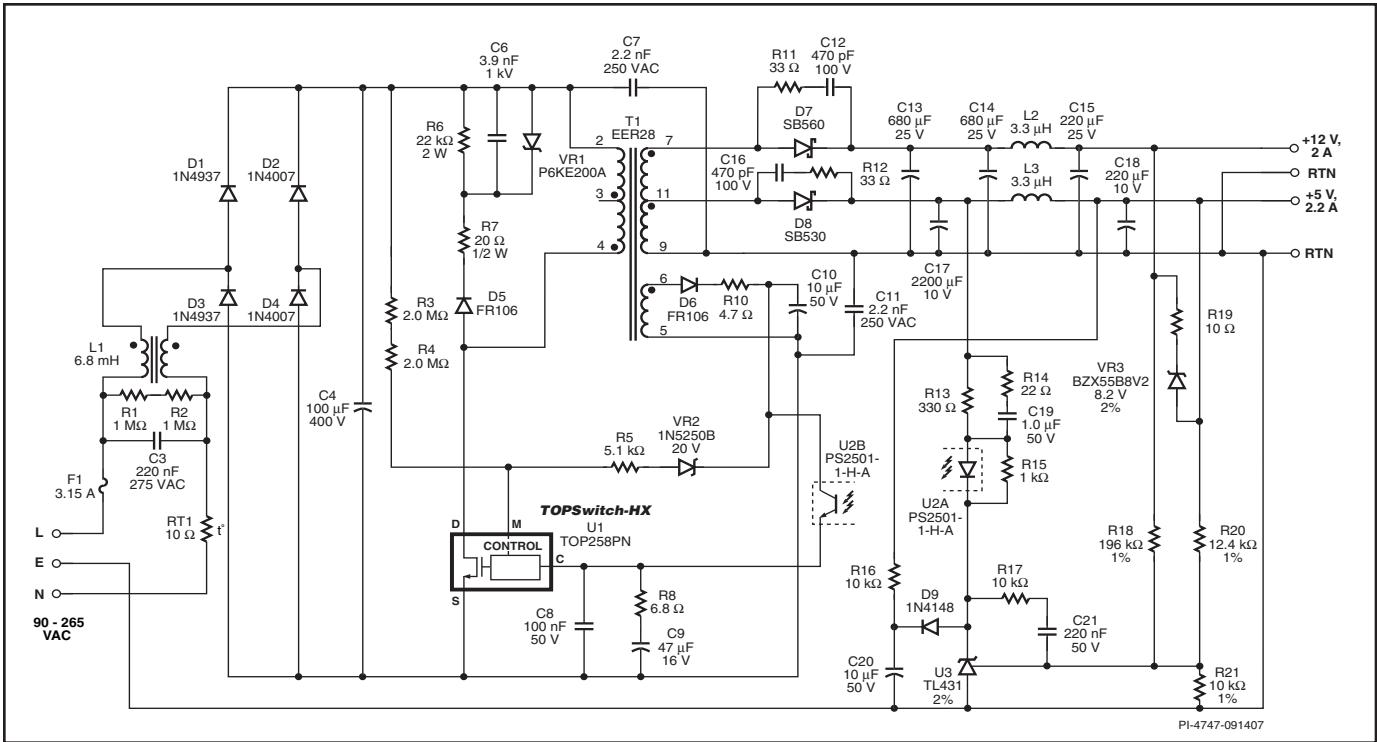 C6
3.9 nF
1 kV
C7
2.2 nF
250 VAC
R11
33 Ω
C12
470 pF
100 V
D7
SB560
C13
680 µF
25 V
C14
680 µF
25 V
L2
3.3 µH
C15
220 µF
25 V
+12 V,
2 A
RTN
+5 V,
2.2 A
RTN
R6
22 kΩ
2 W
VR1
P6KE200A
T1
EER28
2
3
4
7
11
9
6
5
C16
470 pF
100 V
R12
33 Ω
D8
SB530
L3
3.3 µH
C18
220 µF
10 V
C17
2200 µF
10 V
D1
1N4937
D2
1N4007
D3
1N4937
D4
1N4007
R7
20 Ω
1/2 W
D5
FR106
R3
2.0 MΩ
R4
2.0 MΩ
D6
FR106
R10
4.7 Ω
C10
10 µF
50 V
C11
2.2 nF
250 VAC
R19
10 Ω
VR3
BZX55B8V2
8.2 V
2%
L1
6.8 mH
R1
1 MΩ
R2
1 MΩ
C3
220 nF
275 VAC
C4
100 µF
400 V
R13
330 Ω
R14
22 Ω
C19
1.0 µF
50 V
R15
1 kΩ
U2A
PS2501-
1-H-A
R5
5.1 kΩ
VR2
1N5250B
20 V
U2B
PS2501-
1-H-A
F1
3.15 A
RT1
10 Ω
t°
L
E
N
90 - 265
VAC
TOPSwitch-HX
U1
TOP258PN
D
M
CONTROL
C
S
C8
100 nF
50 V
R8
6.8 Ω
C9
47 µF
16 V
R16
10 kΩ
D9
1N4148
R17
10 kΩ
C21
220 nF
50 V
C20
10 µF
50 V
U3
TL431
2%
R18
196 kΩ
1%
R20
12.4 kΩ
1%
R21
10 kΩ
1%
PI-4747-091407